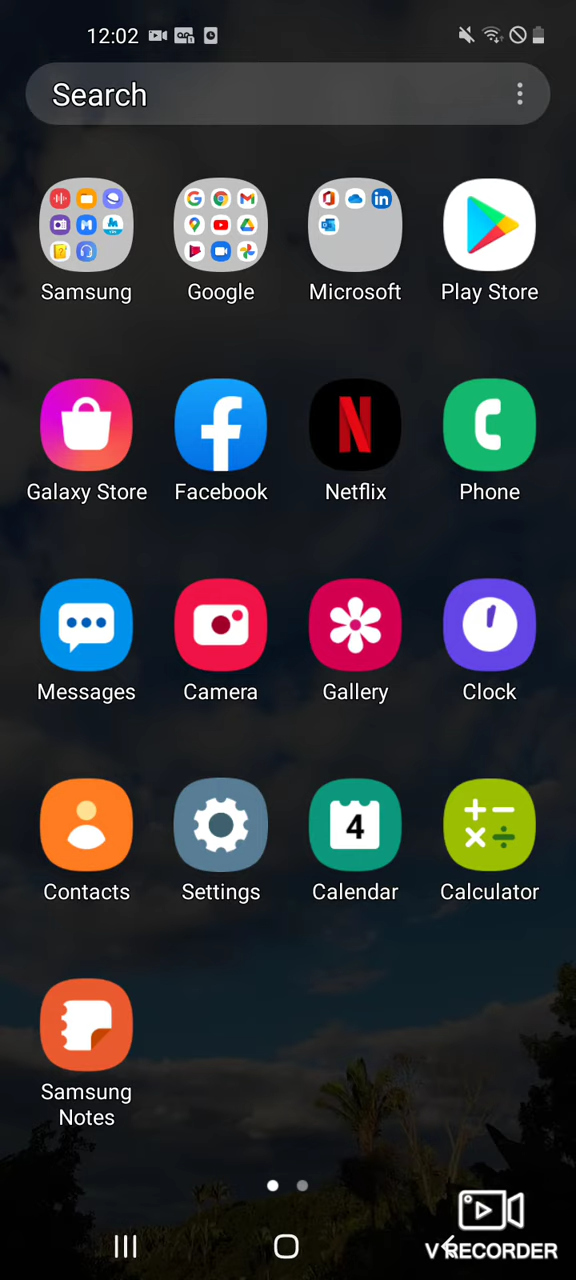 12:02
Search
Samsung
Google
Microsoft
Play Store
Galaxy Store
Facebook
Netflix
Phone
Messages
Camera
Gallery
Clock
Contacts
Settings
4
Calendar
Calculator
Samsung
Notes
V RECORDER